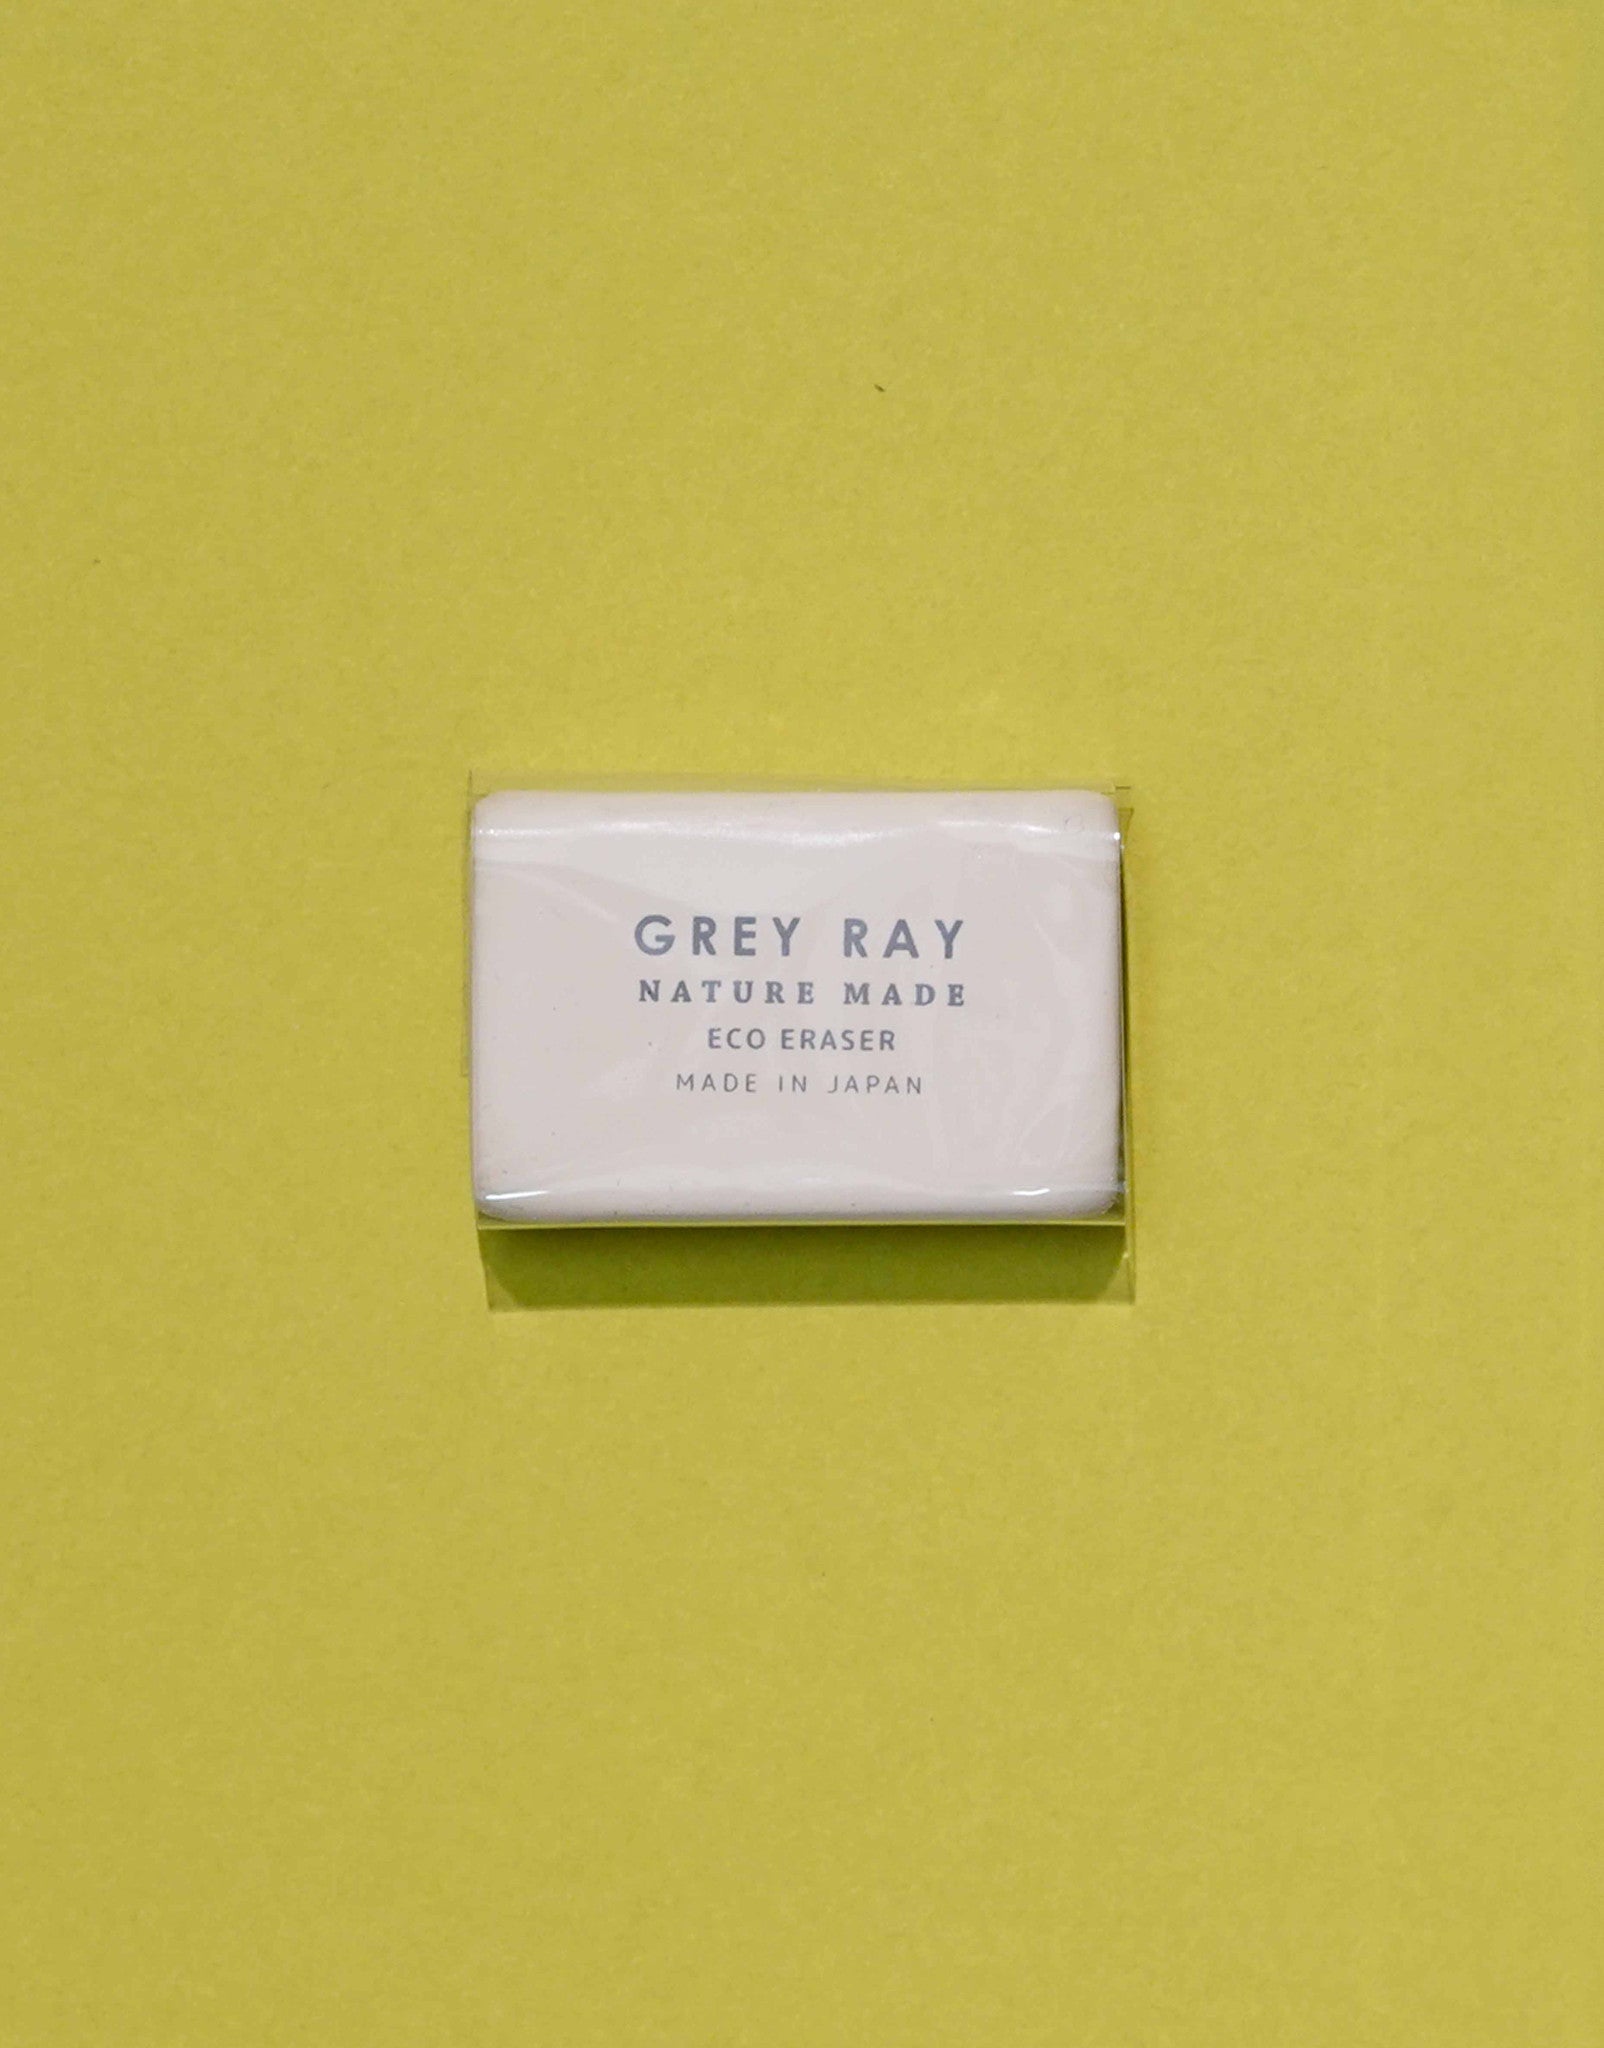 GREY RAY
NATURE MADE
ECO ERASER
MADE IN JAPAN